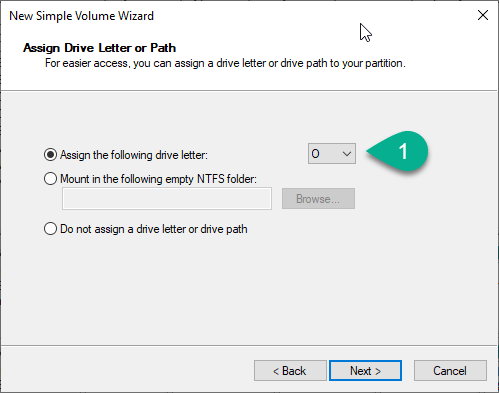 New Simple Volume Wizard
Assign Drive Letter or Path
For easier access, you can assign a drive letter or drive path to your partition.
Assign the following drive letter: O
1
Mount in the following empty NTFS folder:
Browse...
Do not assign a drive letter or drive path
< Back Next > Cancel